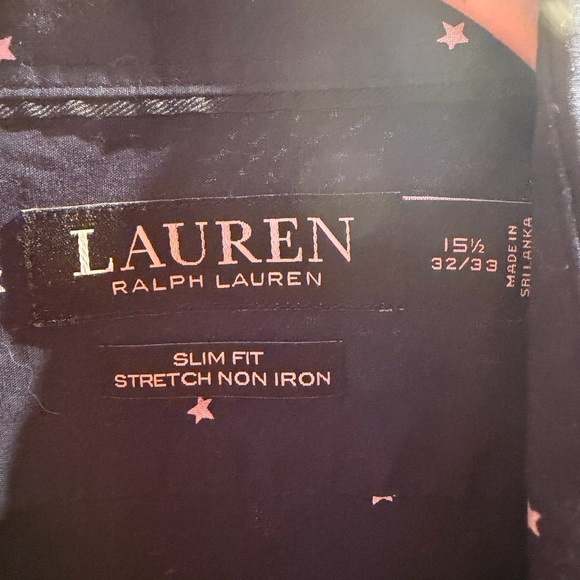 LAUREN
RALPH LAUREN
15½
32/33
MADE IN
SRI LANKA
SLIM FIT
STRETCH NON IRON